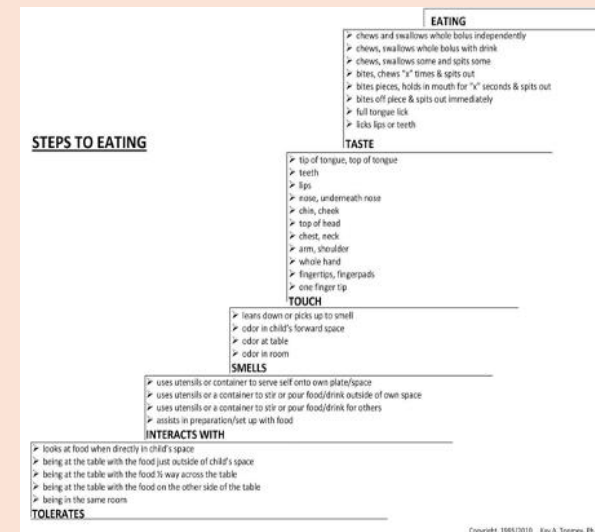 EATING
➢ chews and swallows whole bolus independently
➢ chews, swallows whole bolus with drink
➢ chews, swallows some and spits some
➢ bites, chews "x" times & spits out
➢ bites pieces, holds in mouth for "x" seconds & spits out
➢ bites off piece & spits out immediately
➢ full tongue lick
➢ licks lips or teeth
STEPS TO EATING
TASTE
➢ tip of tongue, top of tongue
➢ teeth
➢ lips
➢ nose, underneath nose
➢ chin, cheek
➢ top of head
➢ chest, neck
➢ arm, shoulder
➢ whole hand
➢ fingertips, fingerpads
➢ one finger tip
TOUCH
➢ leans down or picks up to smell
➢ odor in child's forward space
➢ odor at table
➢ odor in room
SMELLS
➢ uses utensils or container to serve self onto own plate/space
➢ uses utensils or a container to stir or pour food/drink outside of own space
➢ uses utensils or a container to stir or pour food/drink for others
➢ assists in preparation/set up with food
INTERACTS WITH
➢ looks at food when directly in child's space
➢ being at the table with the food just outside of child's space
➢ being at the table with the food ½ way across the table
➢ being at the table with the food on the other side of the table
➢ being in the same room
TOLERATES
Copyright 1995/2010 Kay A. Toomey, Ph